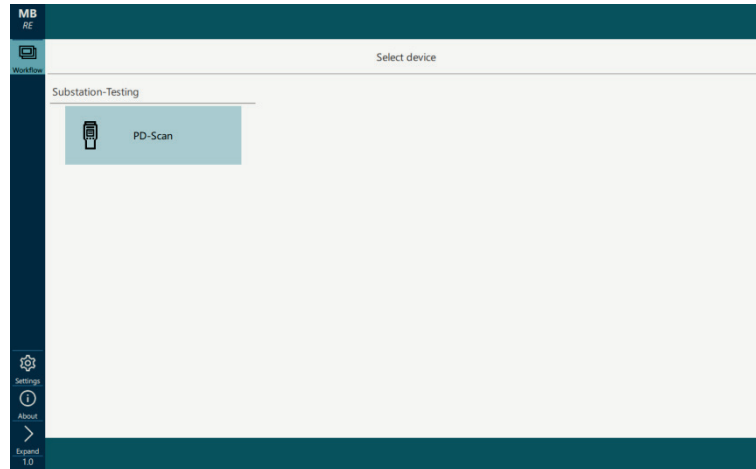 MB
RE
Workflow
Select device
Substation-Testing
PD-Scan
Settings
About
Expand
1.0